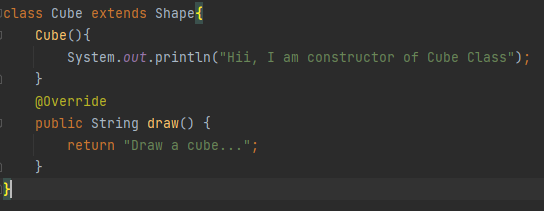 class Cube extends Shape{
    Cube(){
        System.out.println("Hii, I am constructor of Cube Class");
    }
    @Override
    public String draw() {
        return "Draw a cube...";
    }
}